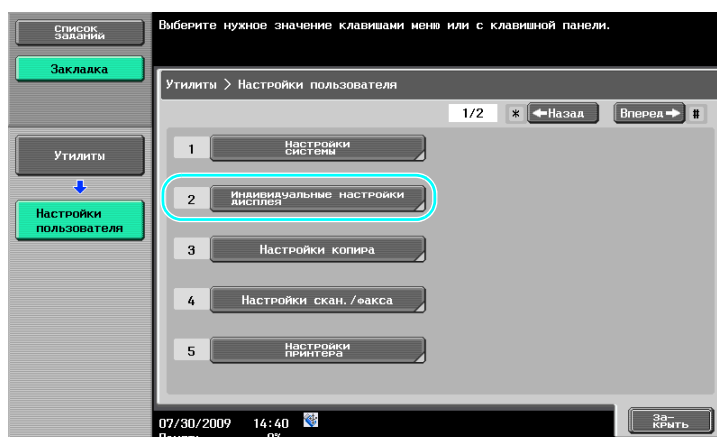 Список
заданий
Выберите нужное значение клавишами меню или с клавишной панели.
Закладка
Утилиты > Настройки пользователя
1/2 * ←Назад Вперед→ #
Утилиты
Настройки
пользователя
1 Настройки
системы
2 Индивидуальные настройки
дисплея
3 Настройки копира
4 Настройки скан./факса
5 Настройки
принтера
07/30/2009 14:40
За-
крыть